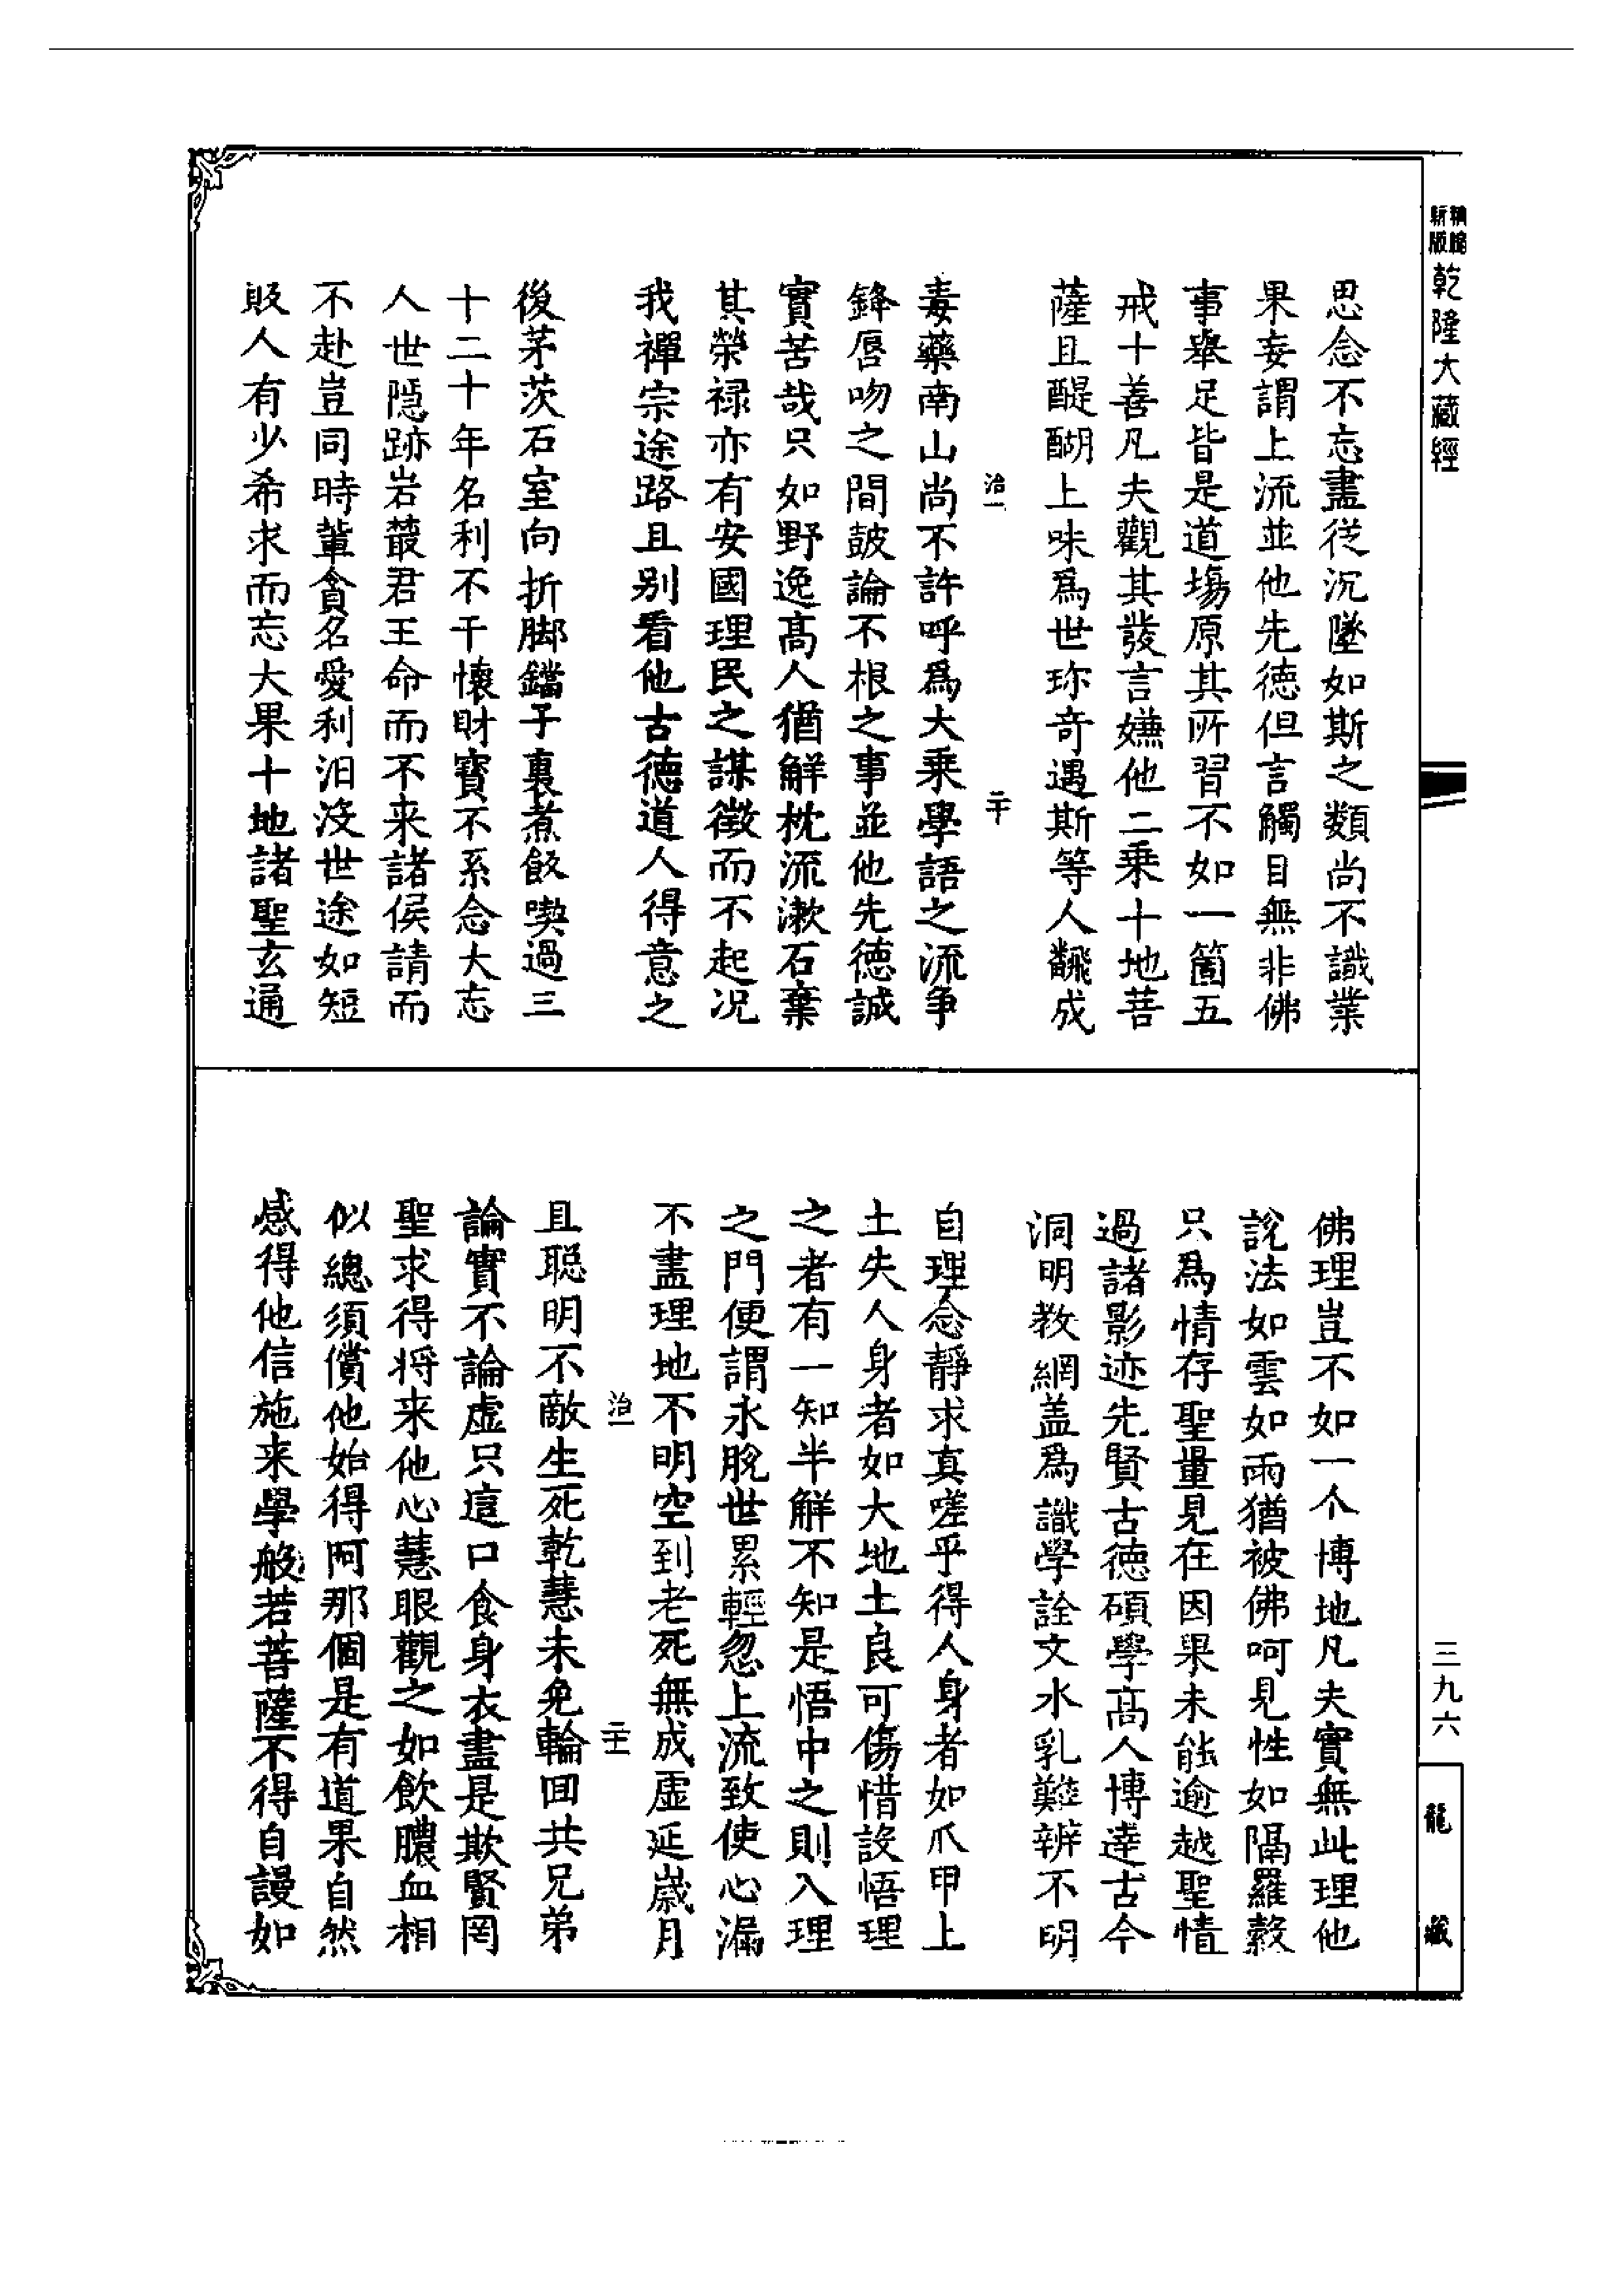 精縮
新版
乾隆大藏經
思念不忘盡從沉墜如斯之類尚不識業
果妄謂上流並他先德但言觸目無非佛
事舉足皆是道場原其所習不如一箇五
戒十善凡夫觀其發言嫌他二乘十地菩
薩且醍醐上味爲世珍奇遇斯等人飜成
治一
二十
毒藥南山尚不許呼爲大乘學語之流爭
鋒唇吻之間鼓論不根之事並他先德誠
實苦哉只如野逸高人猶解枕流漱石棄
其榮禄亦有安國理民之謀徵而不起况
我禪宗途路且别看他古德道人得意之
後茅茨石室向折脚鐺子裏煮飯喫過三
十二十年名利不干懷財寶不系念大忘
人世隱跡岩叢君王命而不来諸侯請而
不赴豈同時輩貪名愛利汨沒世途如短
販人有少希求而忘大果十地諸聖玄通
佛理豈不如一个博地凡夫實無此理他
說法如雲如雨猶被佛呵見性如隔羅縠
只爲情存聖量見在因果未能逾越聖情
過諸影迹先賢古德碩學高人博達古今
洞明教網盖爲識學詮文水乳難辨不明
自理念靜求真嗟乎得人身者如爪甲上
土失人身者如大地土良可傷惜設悟理
之者有一知半解不知是悟中之則入理
之門便謂永脫世累輕忽上流致使心漏
不盡理地不明空到老死無成虛延歲月
治一
二十一
且聡明不敵生死乾慧未免輪回共兄弟
論實不論虛只這口食身衣盡是欺賢罔
聖求得将来他心慧眼觀之如飲膿血相
似總須償他始得阿那個是有道果自然
感得他信施来學般若菩薩不得自謾如
三九六
龍藏